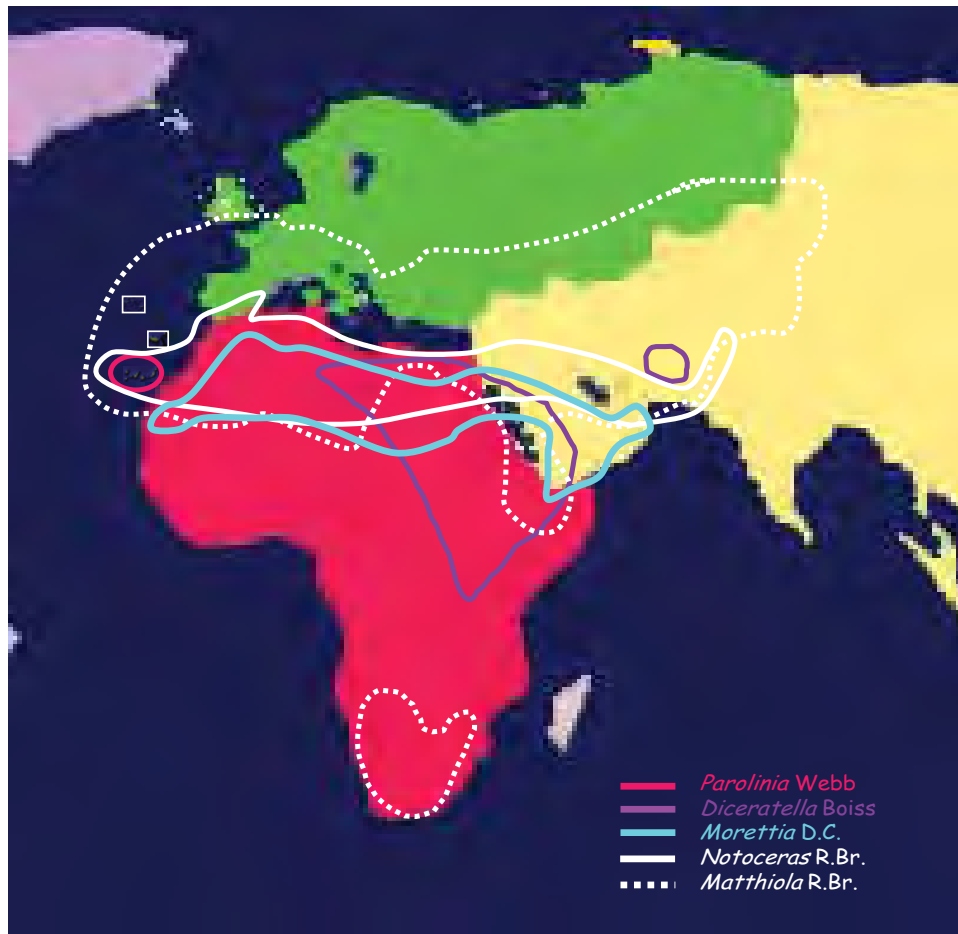 Parolinia Webb
Diceratella Boiss
Morettia D.C.
Notoceras R.Br.
Matthiola R.Br.